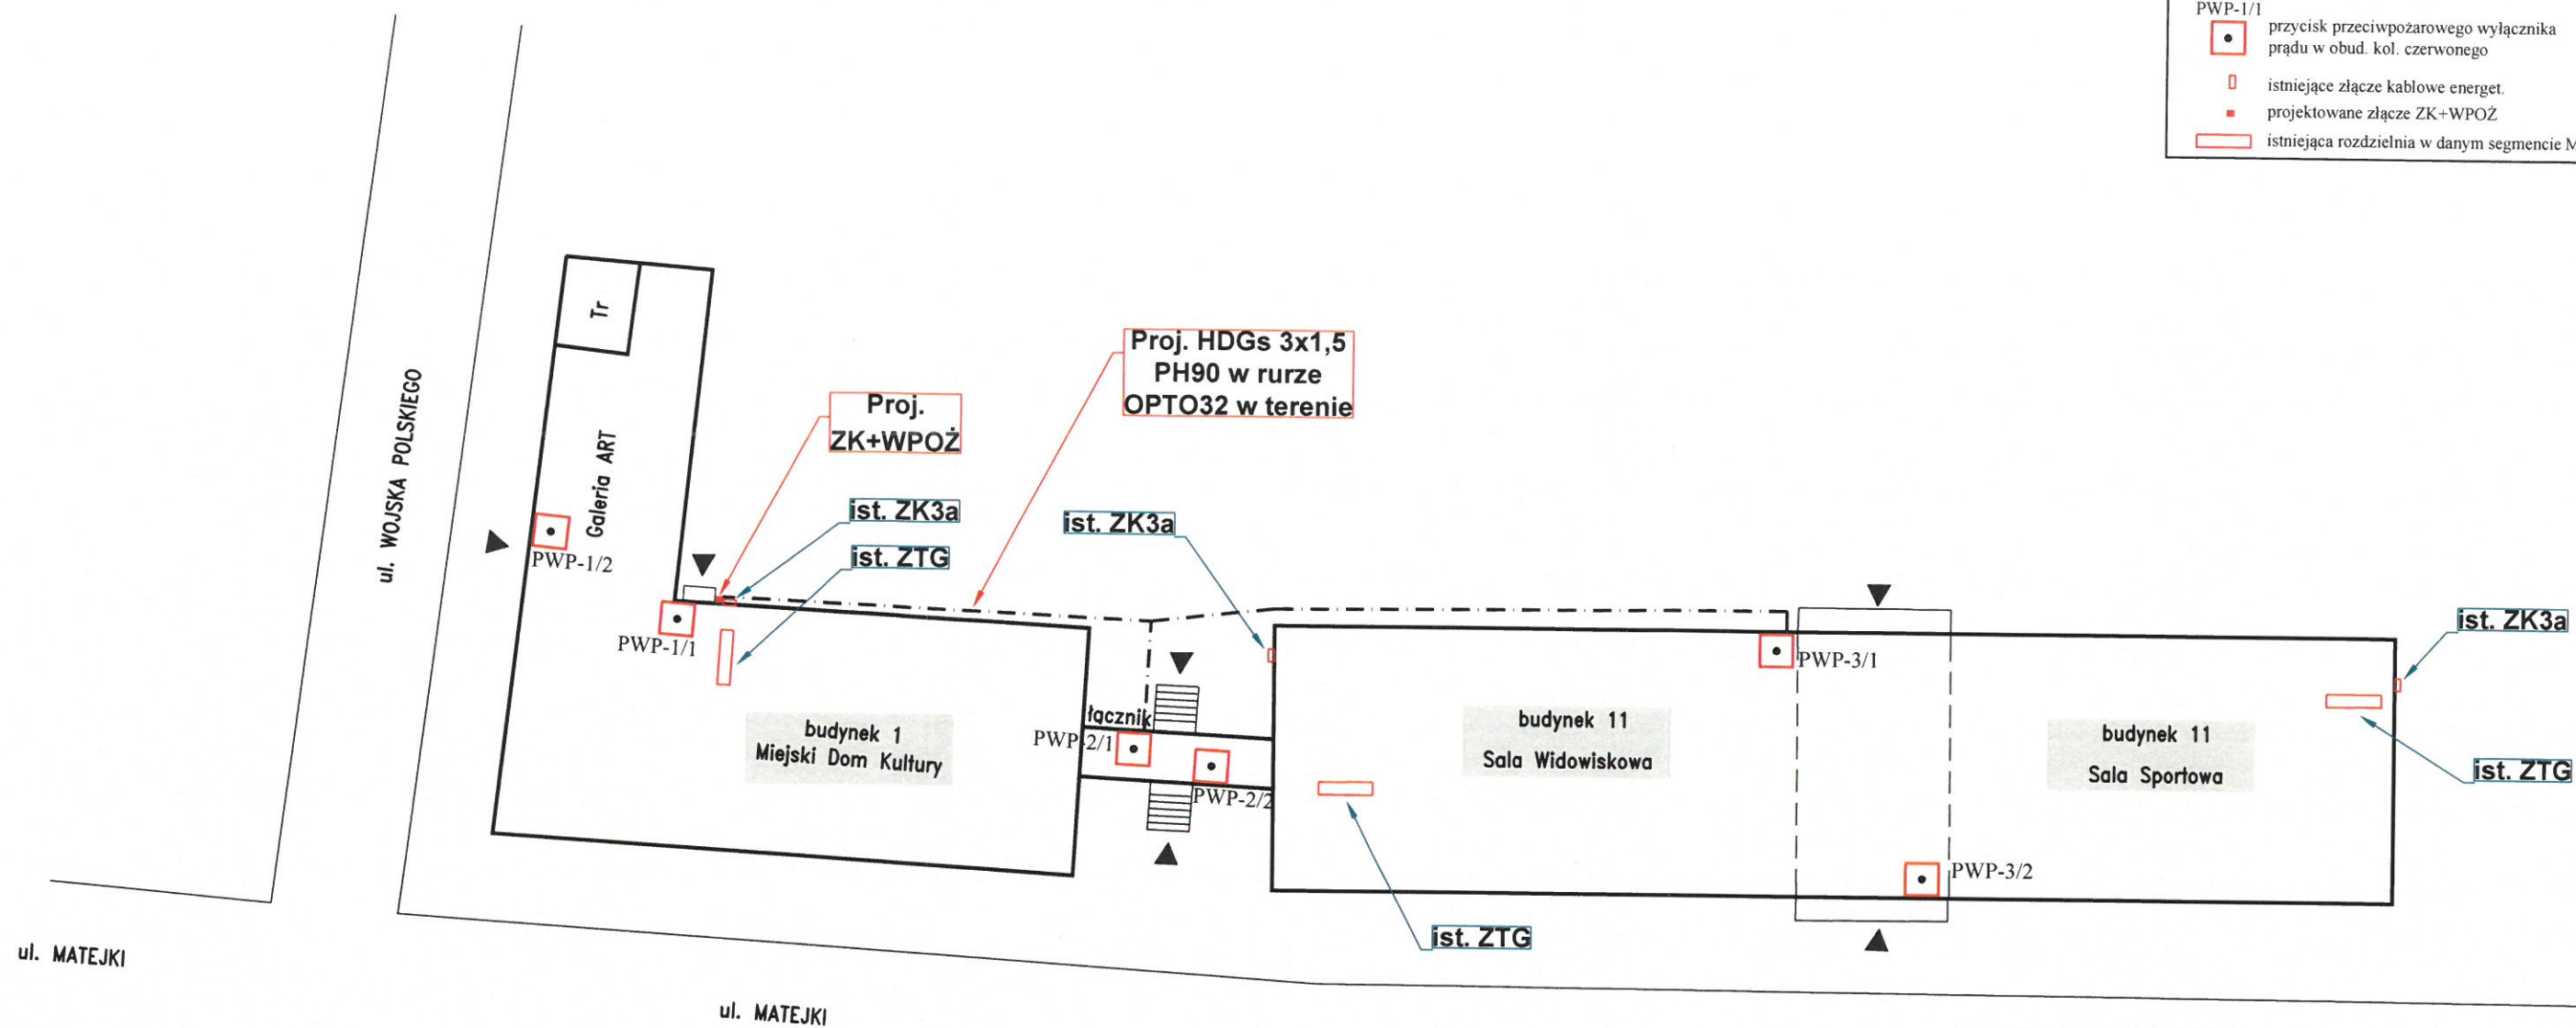 PWP-1/1
przycisk przeciwpożarowego wyłącznika
prądu w obud. kol. czerwonego
istniejące złącze kablowe energet.
projektowane złącze ZK+WPOŻ
istniejąca rozdzielnia w danym segmencie M
Tr
Galeria ART
ul. WOJSKA POLSKIEGO
Proj. HDGs 3x1,5
PH90 w rurze
OPTO32 w terenie
Proj.
ZK+WPOŻ
ist. ZK3a
ist. ZTG
ist. ZK3a
PWP-1/2
PWP-1/1
PWP-3/1
ist. ZK3a
łącznik
PWP-2/1
PWP-2/2
budynek 1
Miejski Dom Kultury
budynek 11
Sala Widowiskowa
budynek 11
Sala Sportowa
ist. ZTG
PWP-3/2
ist. ZTG
ul. MATEJKI
ul. MATEJKI